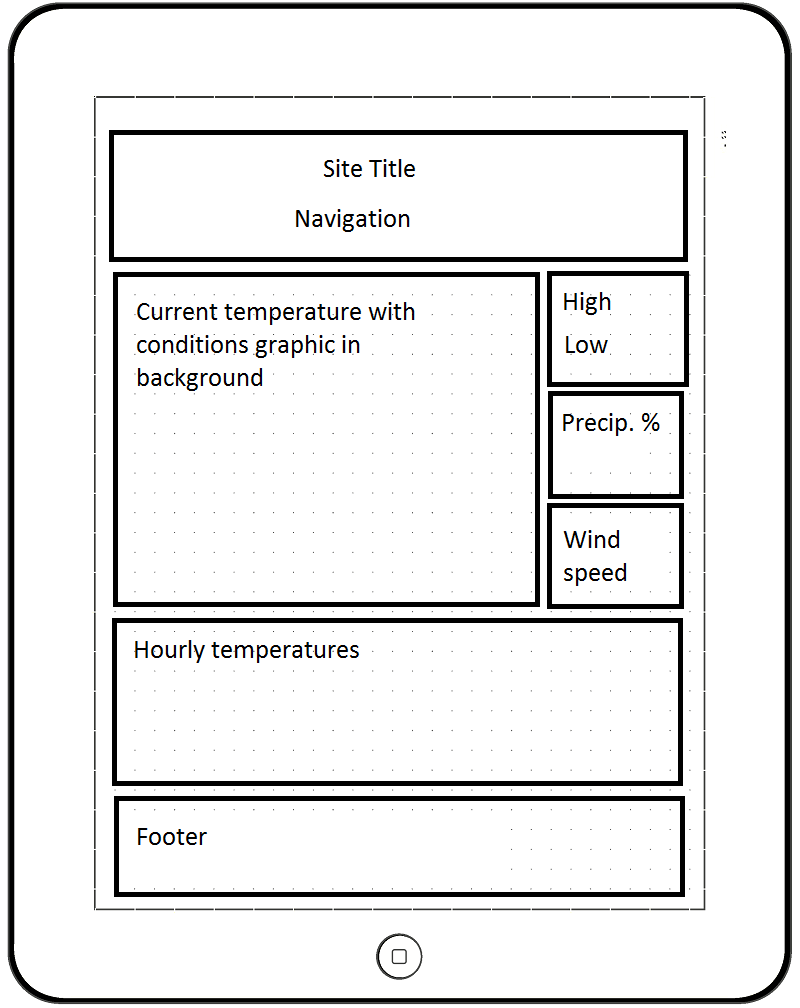 Site Title
Navigation
Current temperature with
conditions graphic in
background
High
Low
Precip. %
Wind
speed
Hourly temperatures
Footer